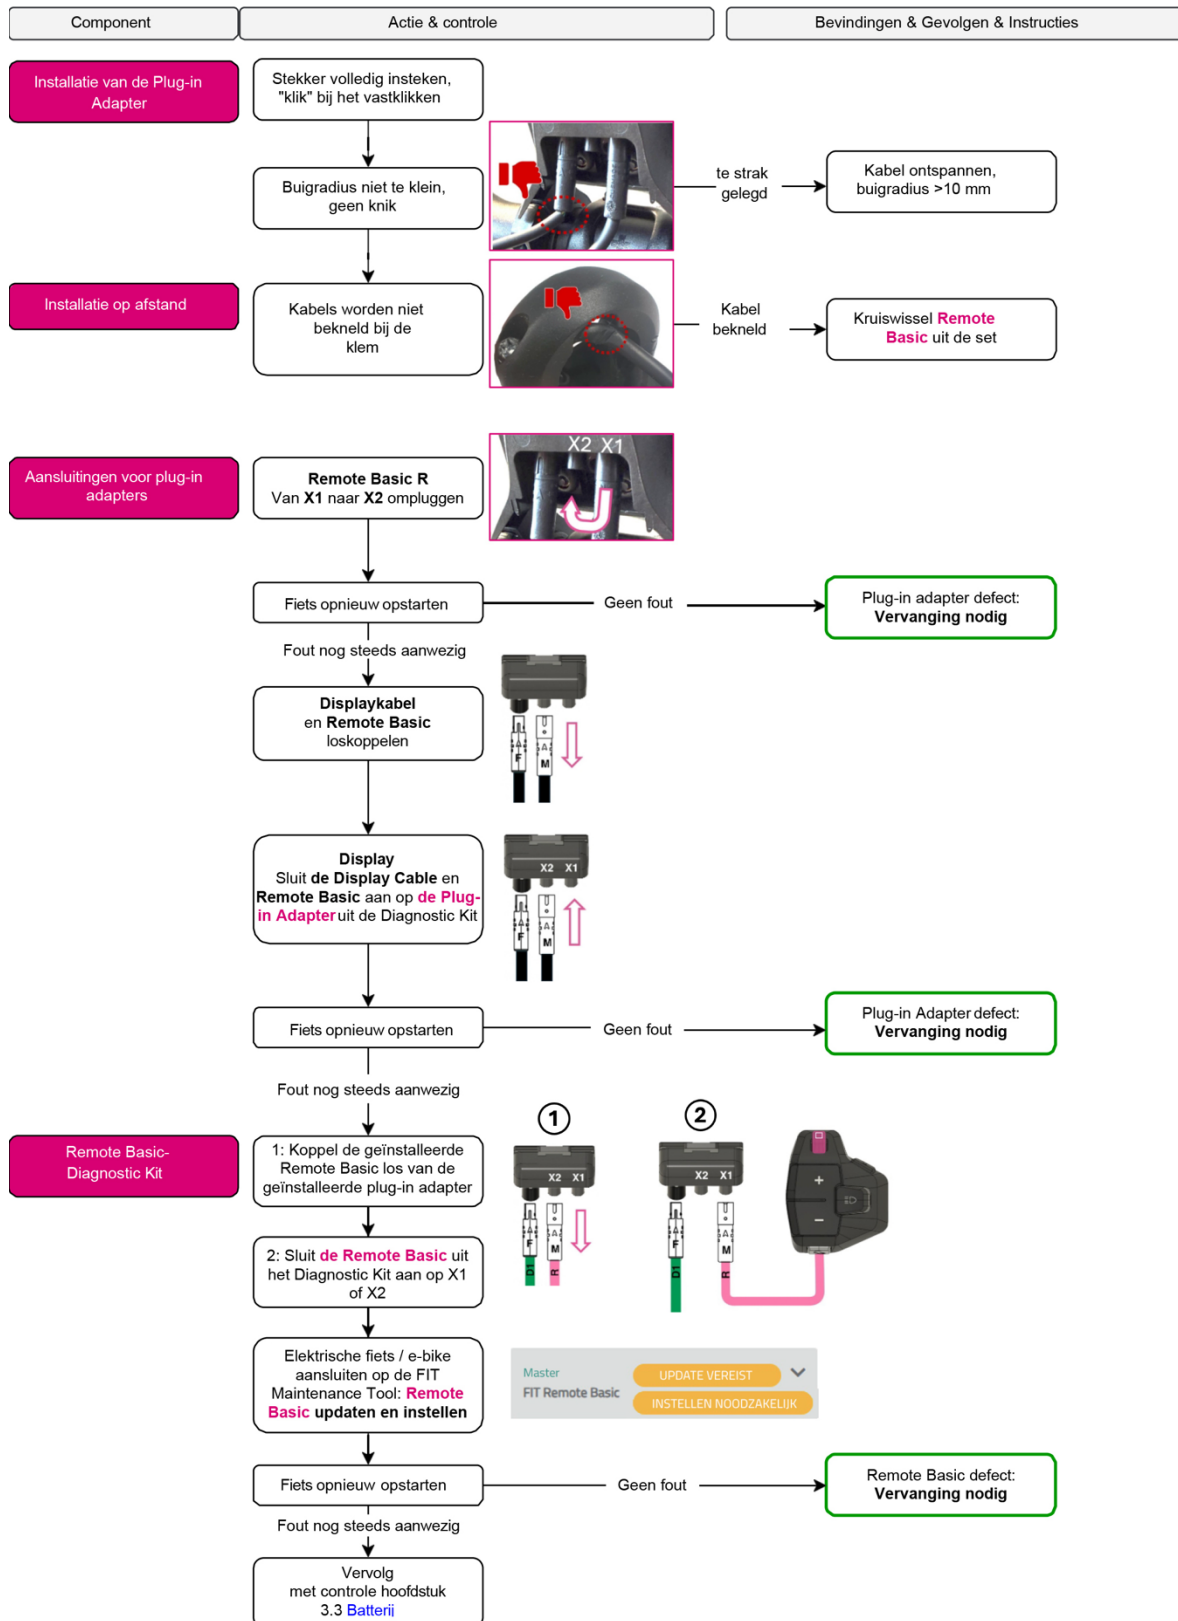 Component
Actie & controle
Bevindingen & Gevolgen & Instructies
Installatie van de Plug-in
Adapter
Stekker volledig insteken,
"klik" bij het vastklikken
Buigradius niet te klein,
geen knik
te strak
gelegd
Kabel ontspannen,
buigradius >10 mm
Installatie op afstand
Kabels worden niet
bekneld bij de
klem
Kabel
bekneld
Kruiswissel Remote
Basic uit de set
Aansluitingen voor plug-in
adapters
Remote Basic R
Van X1 naar X2 ompluggen
X2 X1
Fiets opnieuw opstarten
Geen fout
Plug-in adapter defect:
Vervanging nodig
Fout nog steeds aanwezig
Displaykabel
en Remote Basic
loskoppelen
F M
Display
Sluit de Display Cable en
Remote Basic aan op de Plug-
in Adapter uit de Diagnostic Kit
X2 X1
F M
Fiets opnieuw opstarten
Geen fout
Plug-in Adapter defect:
Vervanging nodig
Fout nog steeds aanwezig
Remote Basic-
Diagnostic Kit
1: Koppel de geïnstalleerde
Remote Basic los van de
geïnstalleerde plug-in adapter
1
X2 X1
F M
D1 R
2
X2 X1
F M
D1 R
+
−
2: Sluit de Remote Basic uit
het Diagnostic Kit aan op X1
of X2
Elektrische fiets / e-bike
aansluiten op de FIT
Maintenance Tool: Remote
Basic updaten en instellen
Master
FIT Remote Basic
UPDATE VEREIST
INSTELLEN NOODZAKELIJK
Fiets opnieuw opstarten
Geen fout
Remote Basic defect:
Vervanging nodig
Fout nog steeds aanwezig
Vervolg
met controle hoofdstuk
3.3 Batterij